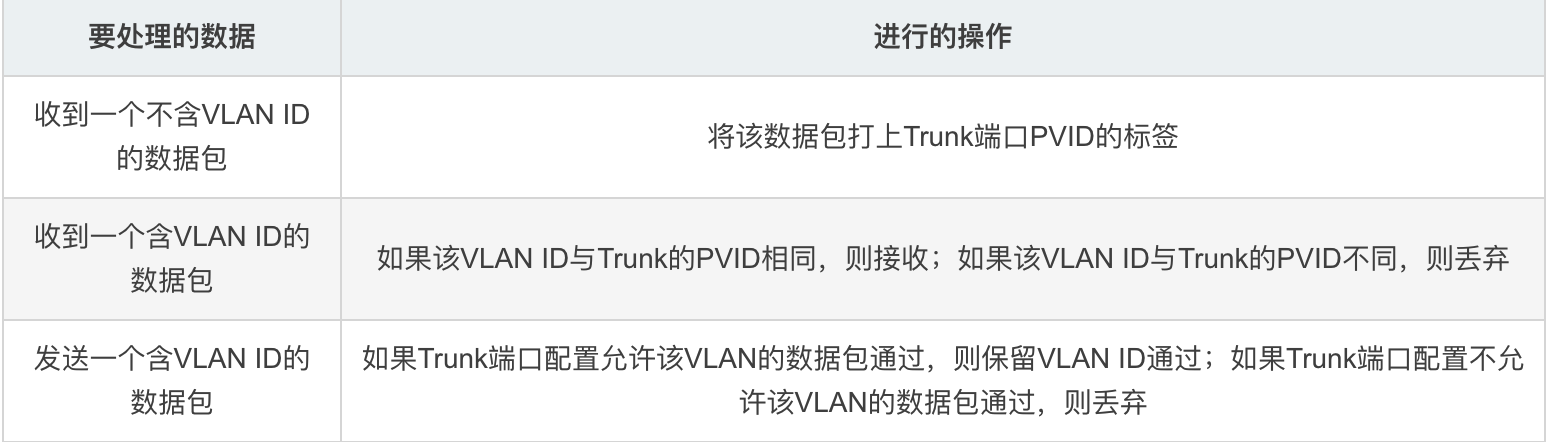 要处理的数据
进行的操作
收到一个不含VLAN ID
的数据包
将该数据包打上Trunk端口PVID的标签
收到一个含VLAN ID的
数据包
如果该VLAN ID与Trunk的PVID相同，则接收；如果该VLAN ID与Trunk的PVID不同，则丢弃
发送一个含VLAN ID的
数据包
如果Trunk端口配置允许该VLAN的数据包通过，则保留VLAN ID通过；如果Trunk端口配置不允
许该VLAN的数据包通过，则丢弃